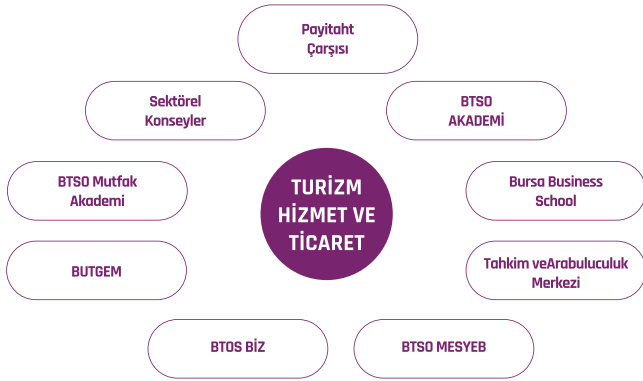 Payitaht
Çarşısı
Sektörel
Konseyler
BTSO
AKADEMİ
BTSO Mutfak
Akademi
TURİZM
HİZMET VE
TİCARET
Bursa Business
School
BUTGEM
Tahkim veArabuluculuk
Merkezi
BTOS BİZ
BTSO MESYEB